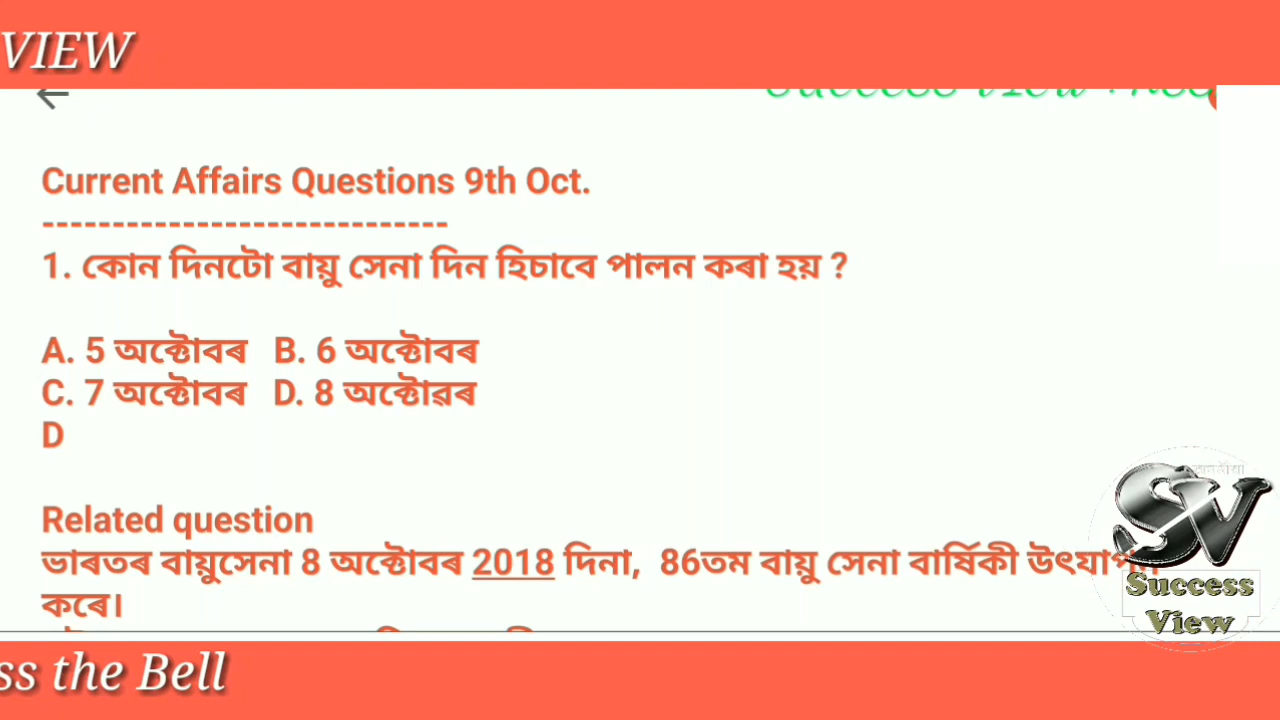 VIEW
Current Affairs Questions 9th Oct.
-----------------------------
1. কোন দিনটো বায়ু সেনা দিন হিচাবে পালন কৰা হয় ?
A. 5 অক্টোবৰ B. 6 অক্টোবৰ
C. 7 অক্টোবৰ D. 8 অক্টোৱৰ
D
Related question
ভাৰতৰ বায়ুসেনা 8 অক্টোবৰ 2018 দিনা, 86তম বায়ু সেনা বাৰ্ষিকী উৎযাপন
কৰে।
SV
Success
View
ss the Bell